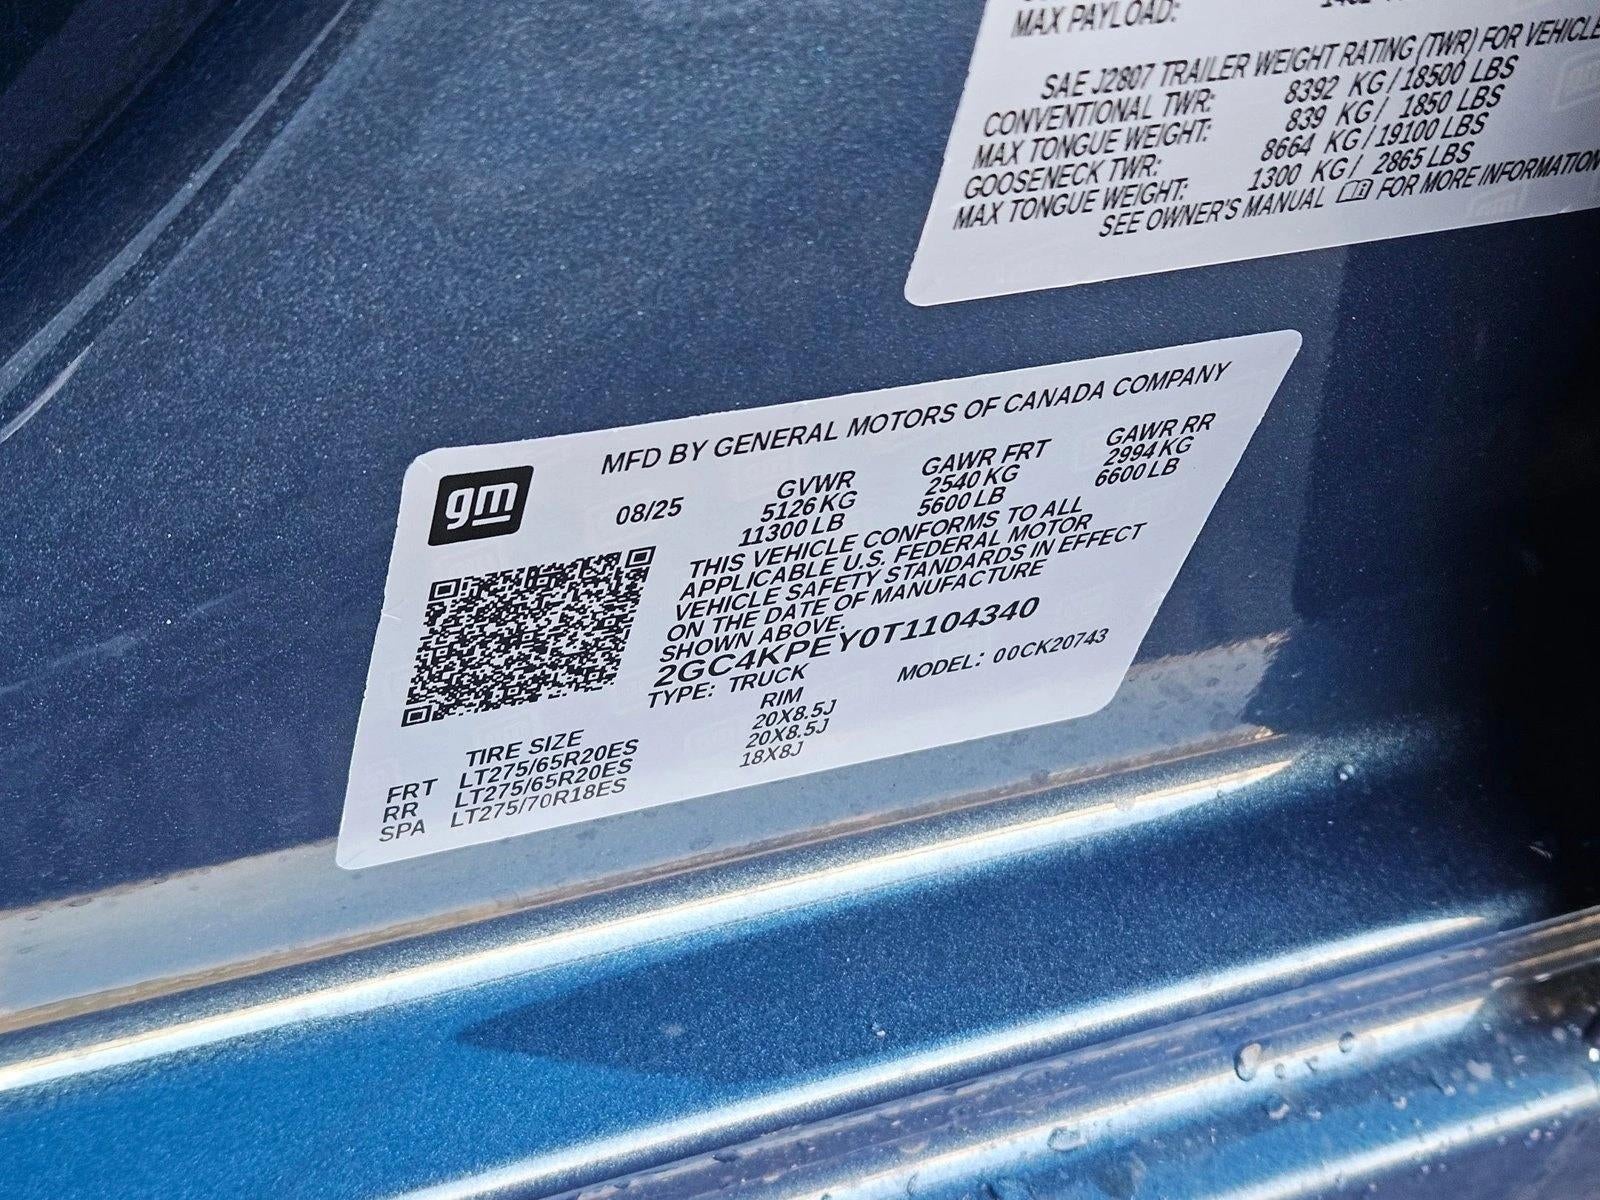 MAX PAYLOAD:
SAE J2807 TRAILER WEIGHT RATING (TWR) FOR VEHICLE
CONVENTIONAL TWR: 8392 KG/18500 LBS
MAX TONGUE WEIGHT: 839 KG/ 1850 LBS
GOOSENECK TWR: 8664 KG/19100 LBS
MAX TONGUE WEIGHT: 1300 KG/ 2865 LBS
SEE OWNER'S MANUAL FOR MORE INFORMATION
gm
MFD BY GENERAL MOTORS OF CANADA COMPANY
08/25 GVWR GAWR FRT GAWR RR
5126 KG 2540 KG 2994 KG
11300 LB 5600 LB 6600 LB
THIS VEHICLE CONFORMS TO ALL
APPLICABLE U.S. FEDERAL MOTOR
VEHICLE SAFETY STANDARDS IN EFFECT
ON THE DATE OF MANUFACTURE
SHOWN ABOVE.
2GC4KPEY0T1104340
TYPE: TRUCK MODEL: 00CK20743
TIRE SIZE RIM
FRT LT275/65R20ES 20X8.5J
RR LT275/65R20ES 20X8.5J
SPA LT275/70R18ES 18X8J